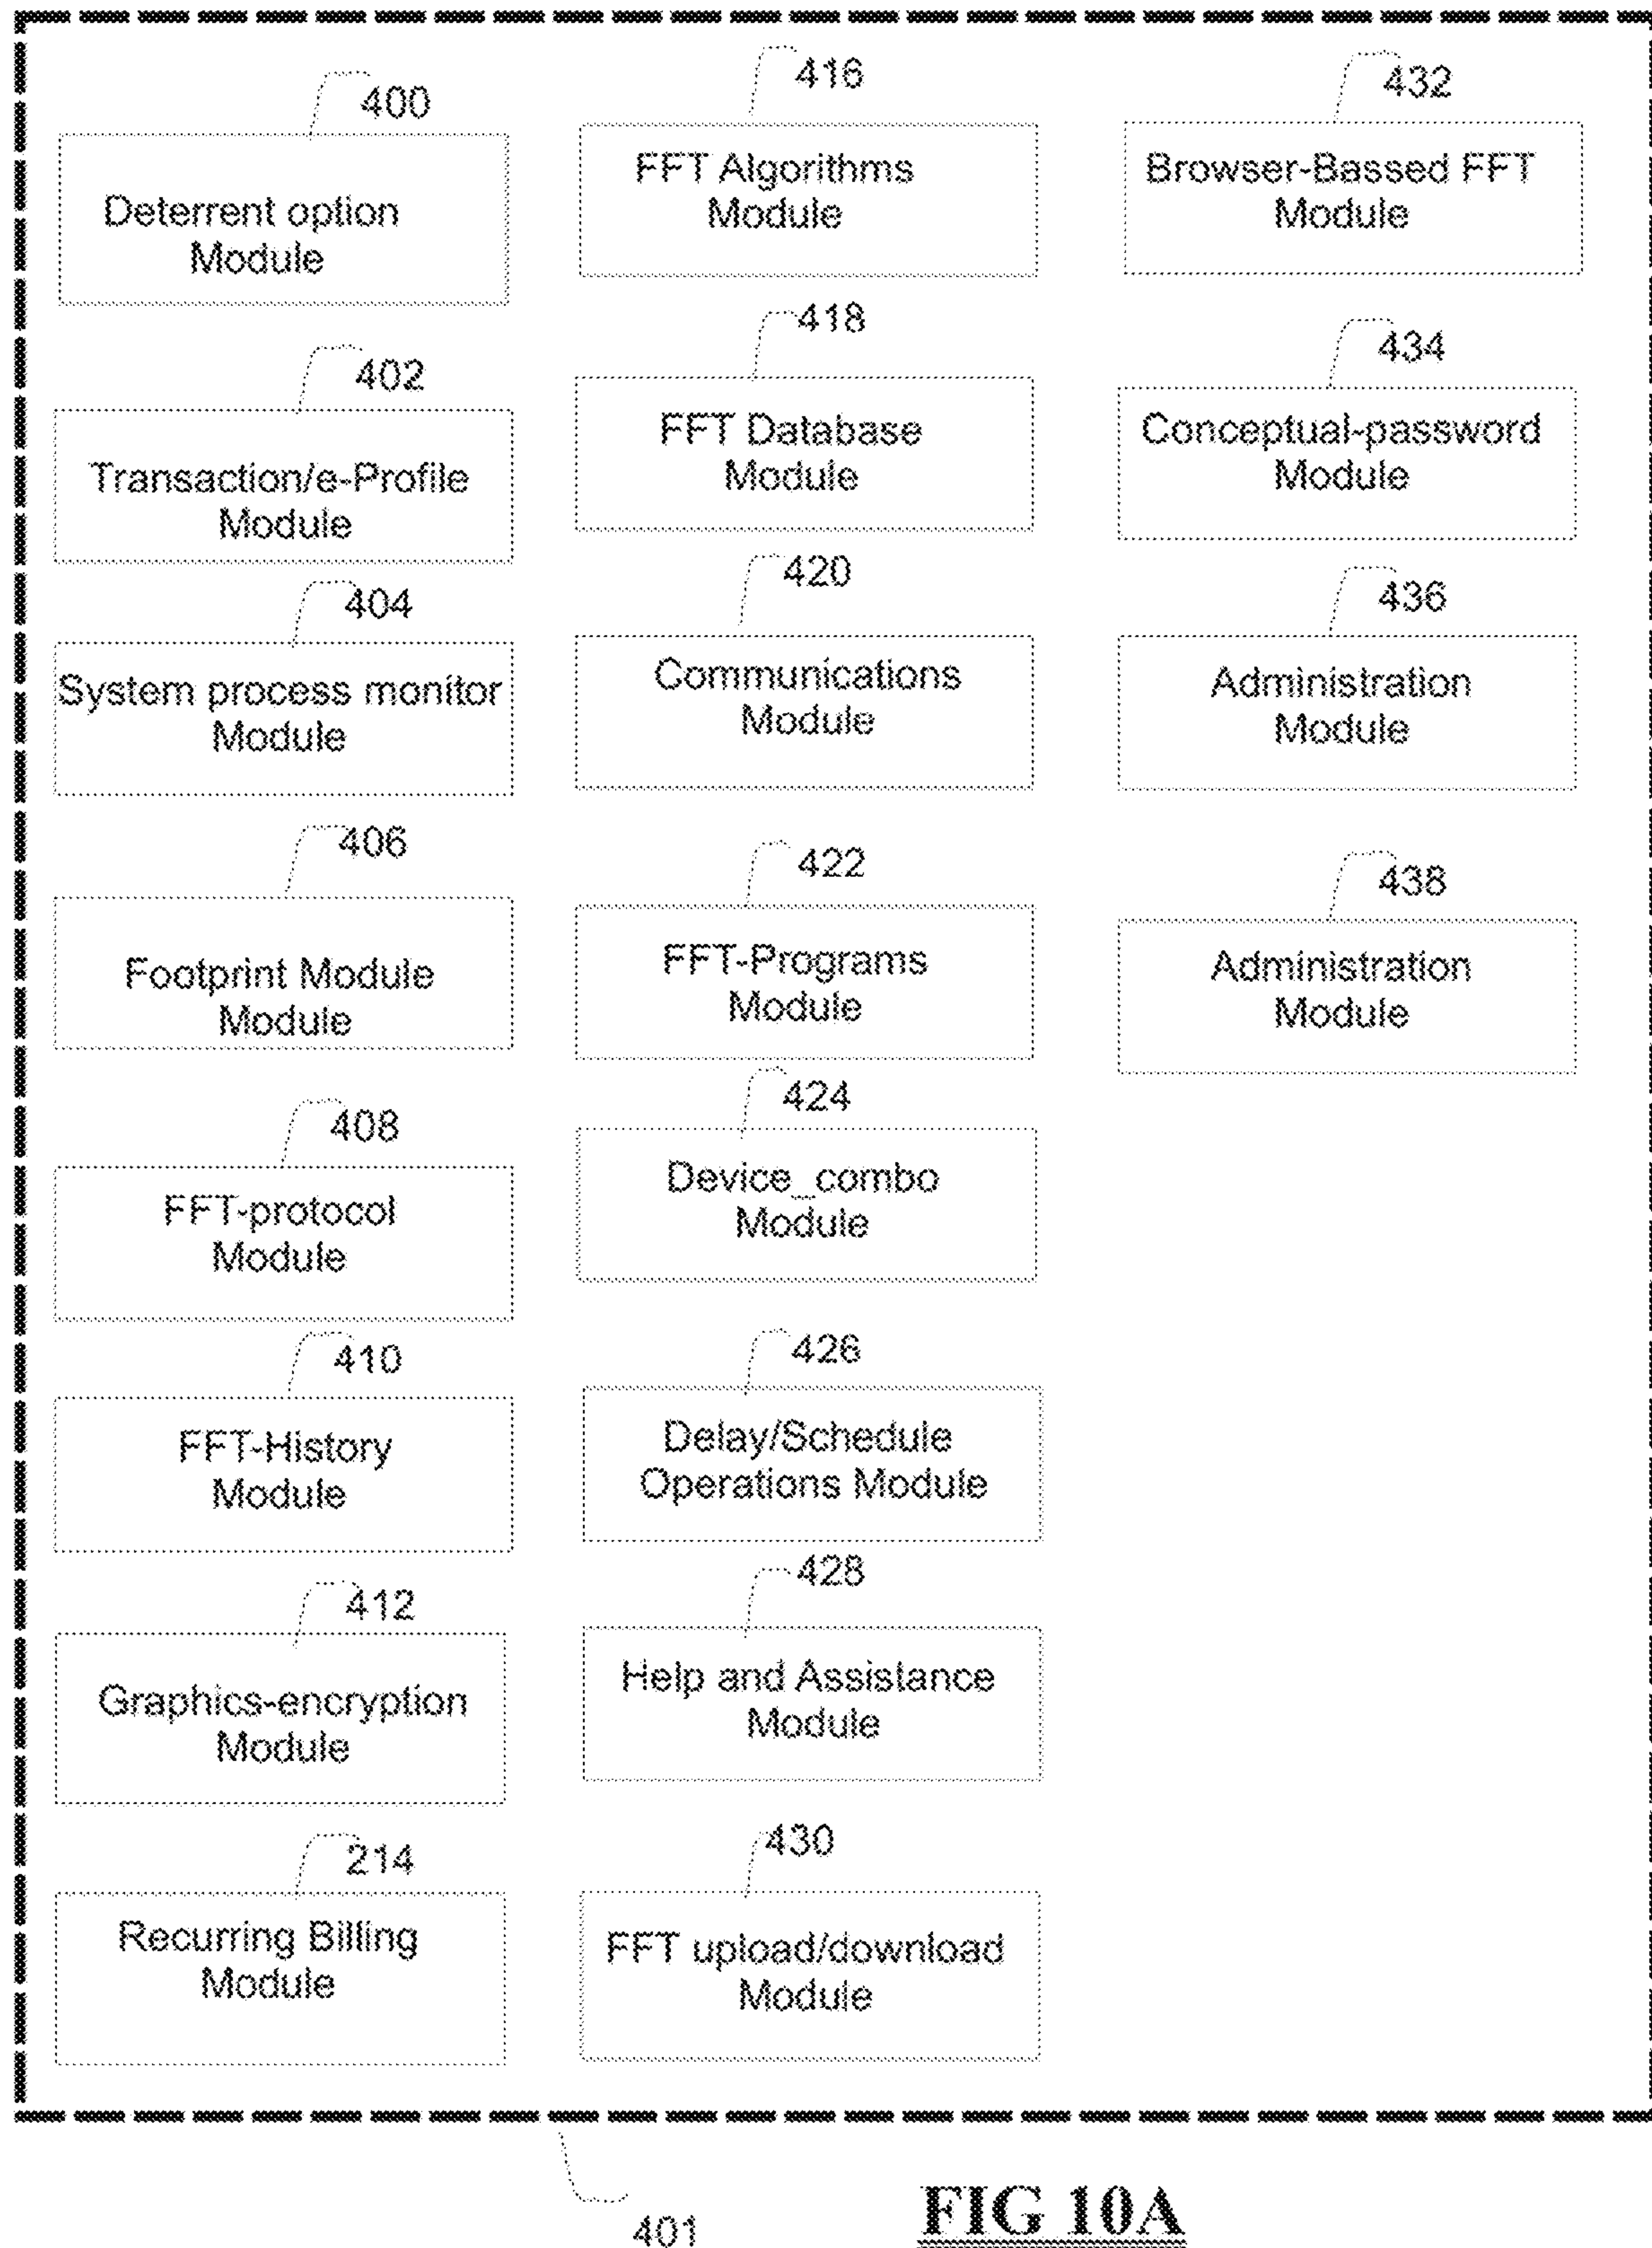 400
Deterrent option
Module
402
Transaction/e-Profile
Module
404
System process monitor
Module
406
Footprint Module
Module
408
FFT-protocol
Module
410
FFT-History
Module
412
Graphics-encryption
Module
214
Recurring Billing
Module
416
FFT Algorithms
Module
418
FFT Database
Module
420
Communications
Module
422
FFT-Programs
Module
424
Device_combo
Module
426
Delay/Schedule
Operations Module
428
Help and Assistance
Module
430
FFT upload/download
Module
432
Browser-Bassed FFT
Module
434
Conceptual-password
Module
436
Administration
Module
438
Administration
Module
401
FIG 10A